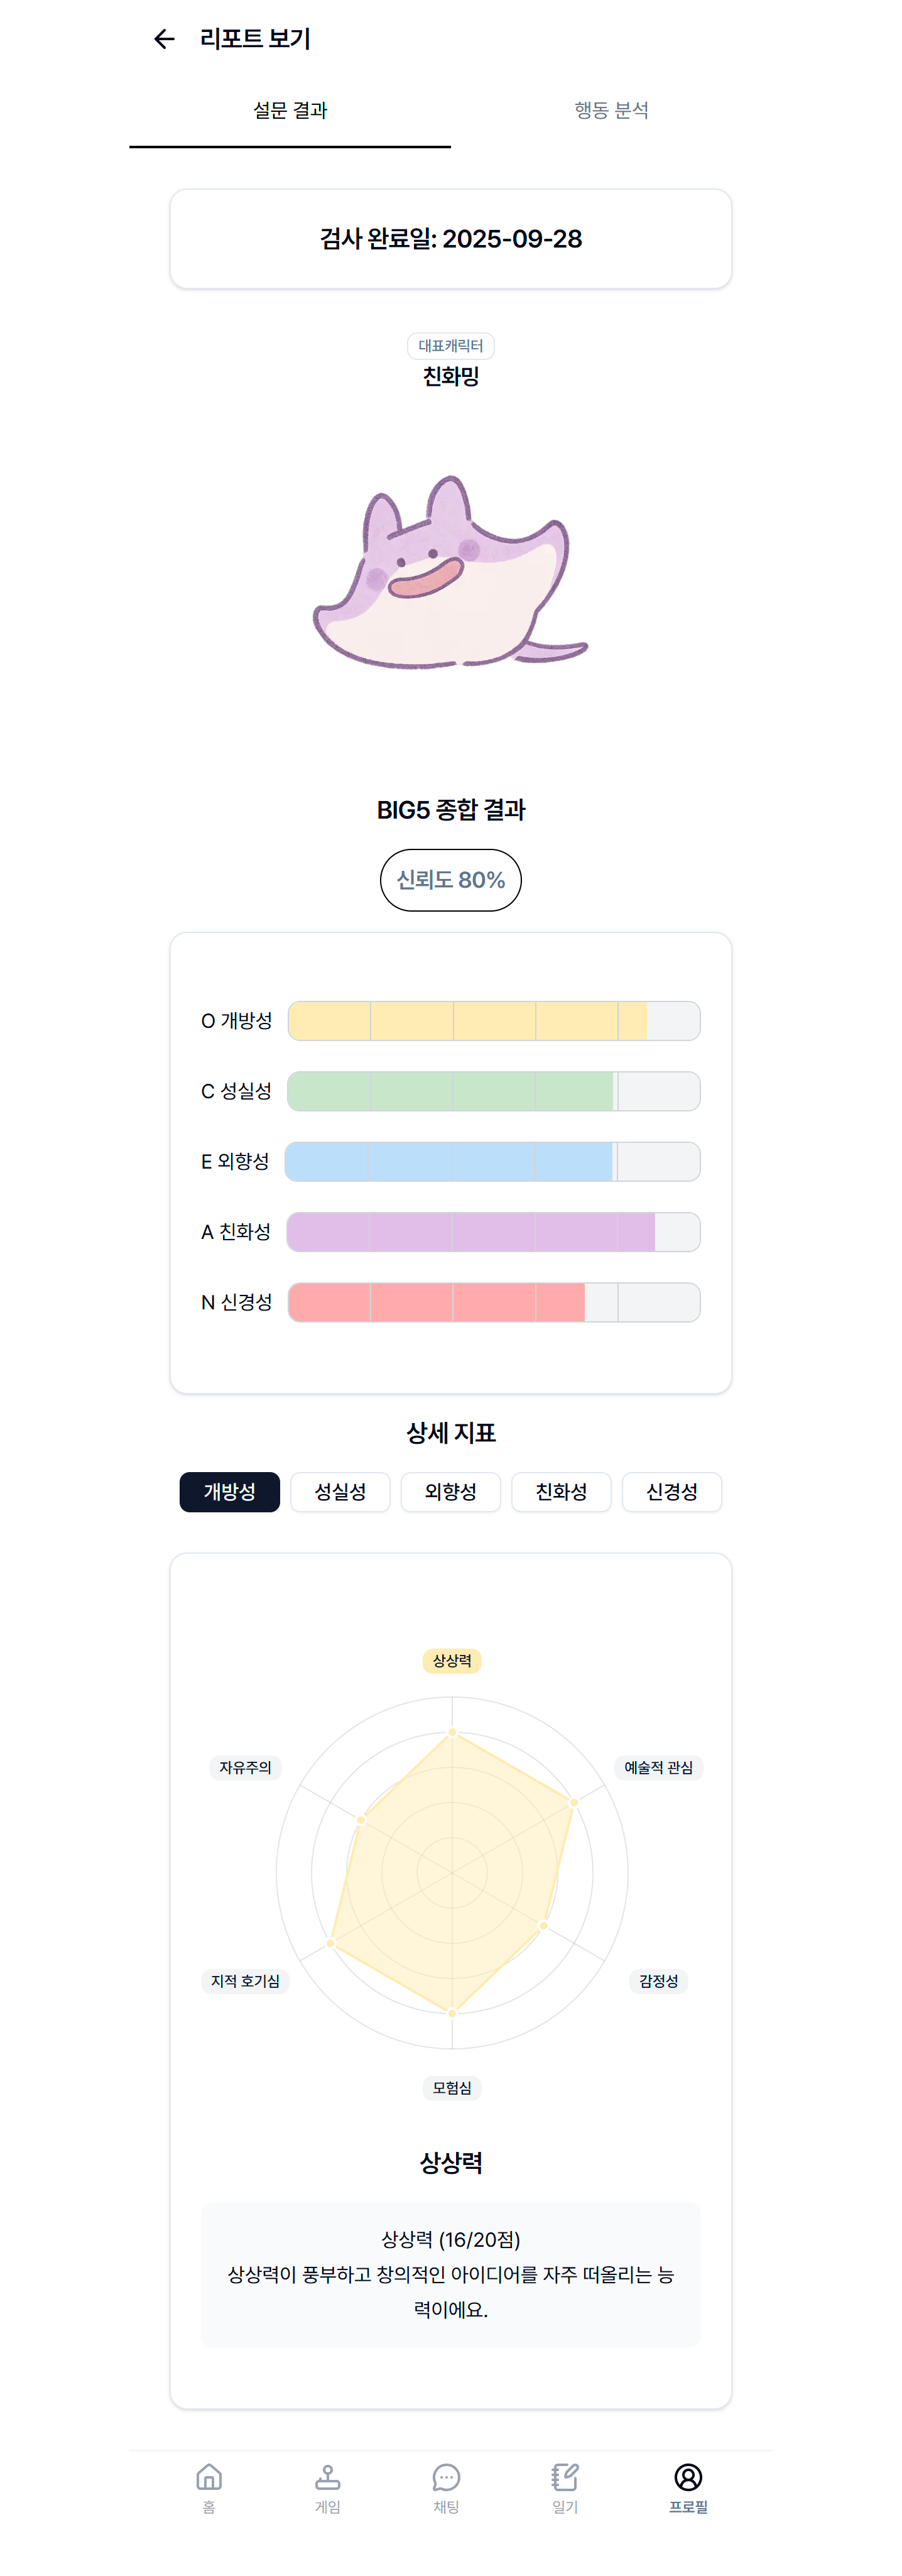 리포트 보기
설문 결과
행동 분석
검사 완료일: 2025-09-28
대표캐릭터
친화밍
BIG5 종합 결과
신뢰도 80%
O 개방성
C 성실성
E 외향성
A 친화성
N 신경성
상세 지표
개방성
성실성
외향성
친화성
신경성
상상력
자유주의
예술적 관심
지적 호기심
감정성
모험심
상상력
상상력 (16/20점)
상상력이 풍부하고 창의적인 아이디어를 자주 떠올리는 능
력이에요.
홈
게임
채팅
일기
프로필